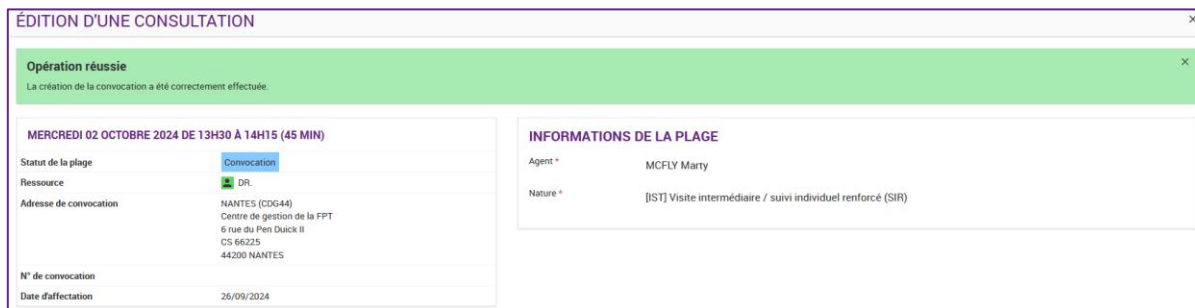 ÉDITION D'UNE CONSULTATION
×
Opération réussie
×
La création de la convocation a été correctement effectuée.
MERCREDI 02 OCTOBRE 2024 DE 13H30 À 14H15 (45 MIN)
Statut de la plage Convocation
Ressource DR.
Adresse de convocation NANTES (CDG44)
Centre de gestion de la FPT
6 rue du Pen Duick II
CS 66225
44200 NANTES
N° de convocation
Date d'affectation 26/09/2024
INFORMATIONS DE LA PLAGE
Agent * MCFLY Marty
Nature * [IST] Visite intermédiaire / suivi individuel renforcé (SIR)